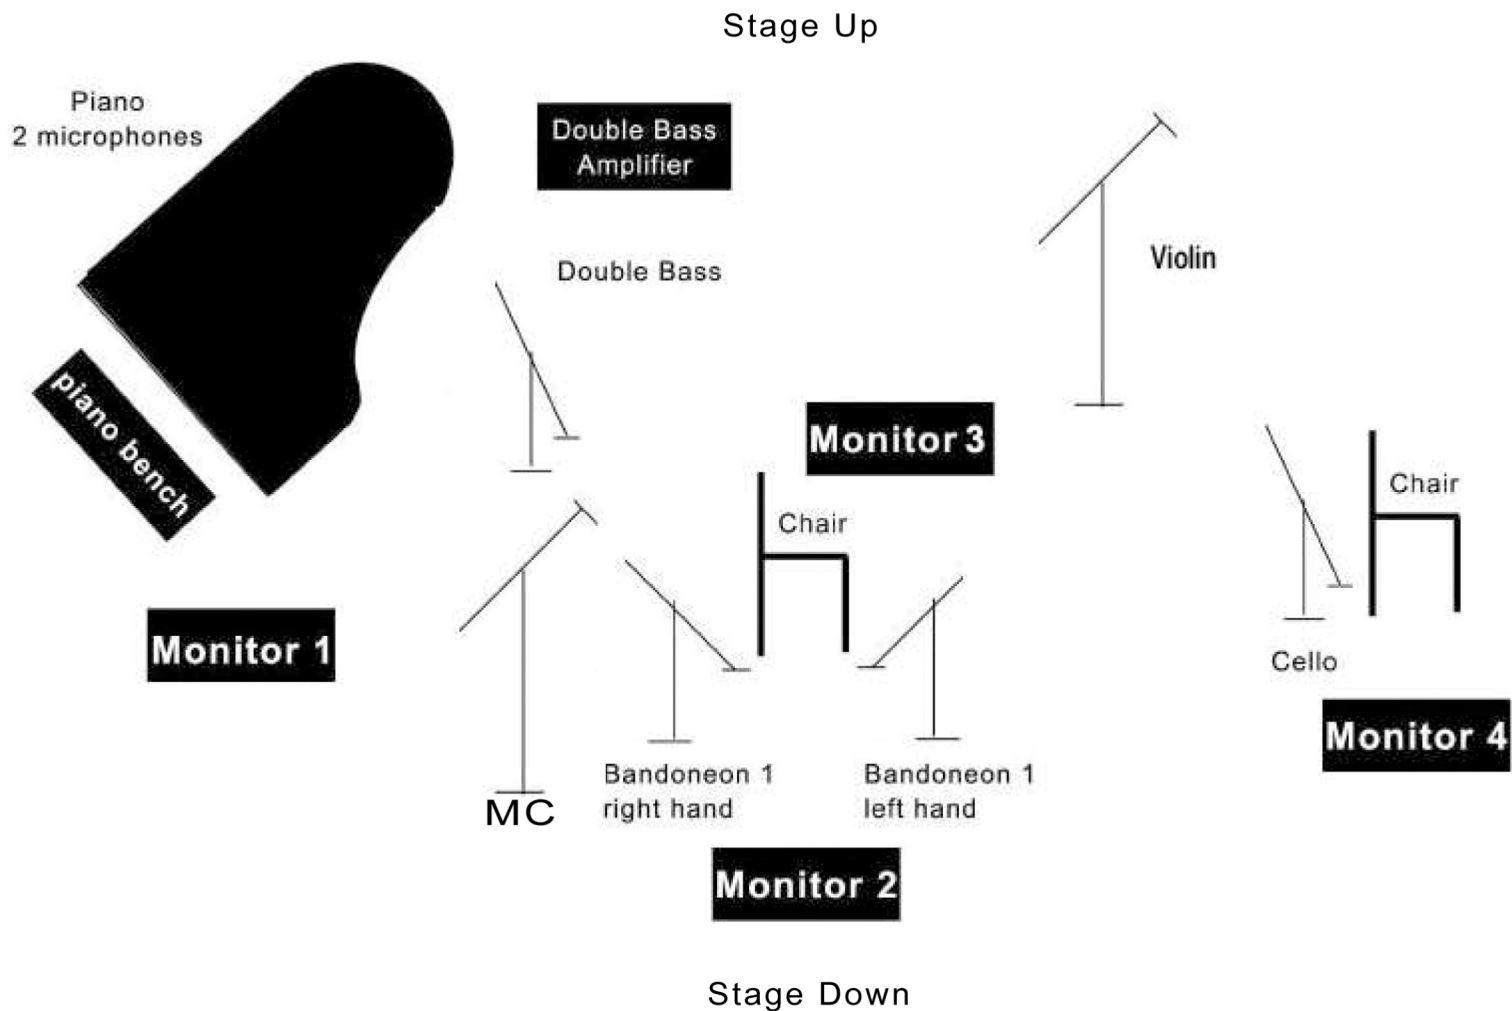 Stage Up
Piano
2 microphones
Double Bass
Amplifier
Double Bass
Violin
piano bench
Monitor 3
Chair
Chair
Monitor 1
Cello
Monitor 4
MC
Bandoneon 1
right hand
Bandoneon 1
left hand
Monitor 2
Stage Down